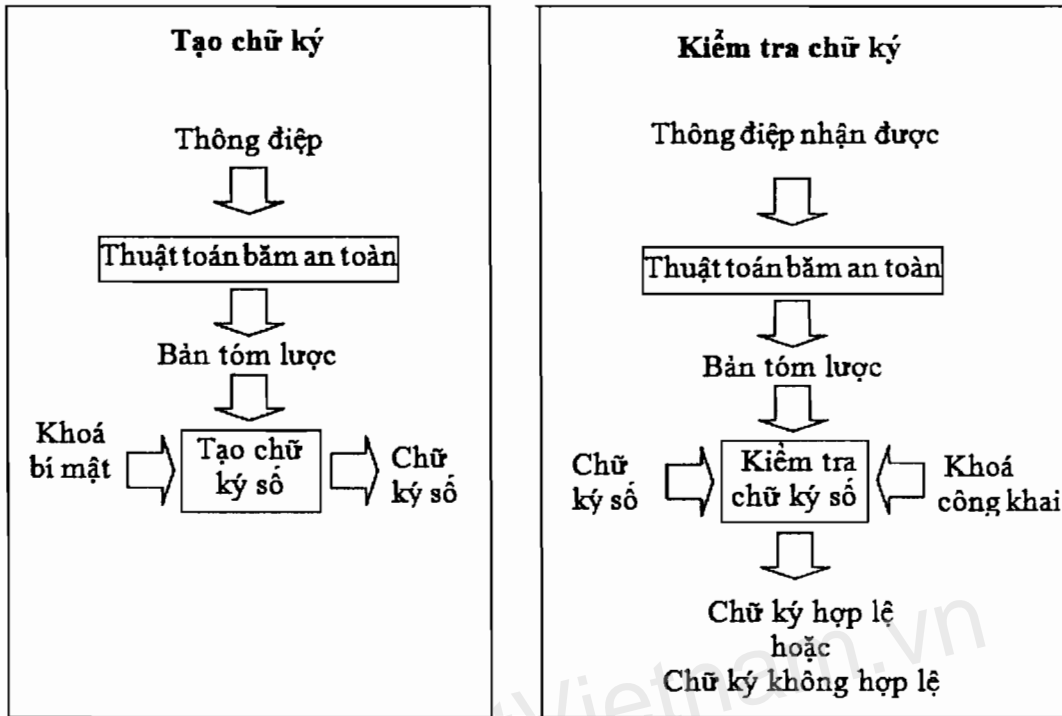 Tạo chữ ký
Thông điệp
Thuật toán băm an toàn
Bản tóm lược
Khoá
bí mật
Tạo chữ
ký số
Chữ
ký số
Kiểm tra chữ ký
Thông điệp nhận được
Thuật toán băm an toàn
Bản tóm lược
Chữ
ký số
Kiểm tra
chữ ký số
Khoá
công khai
Chữ ký hợp lệ
hoặc
Chữ ký không hợp lệ